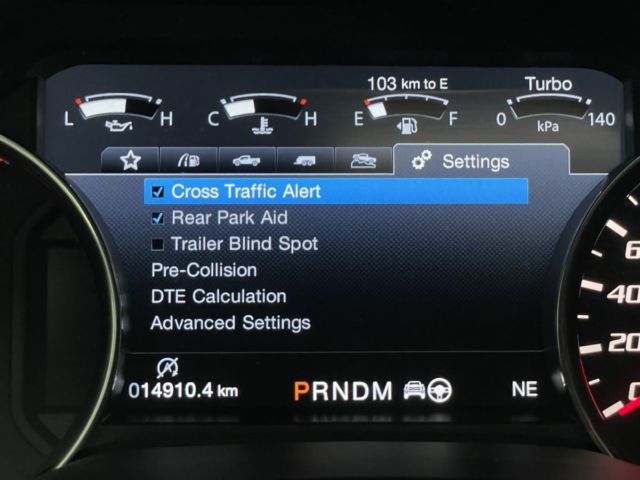 103 km to E
Turbo
L H C H E F 0 140
kPa
Settings
Cross Traffic Alert
Rear Park Aid
Trailer Blind Spot
Pre-Collision
DTE Calculation
Advanced Settings
014910.4 km PRNDM NE
40
20
0